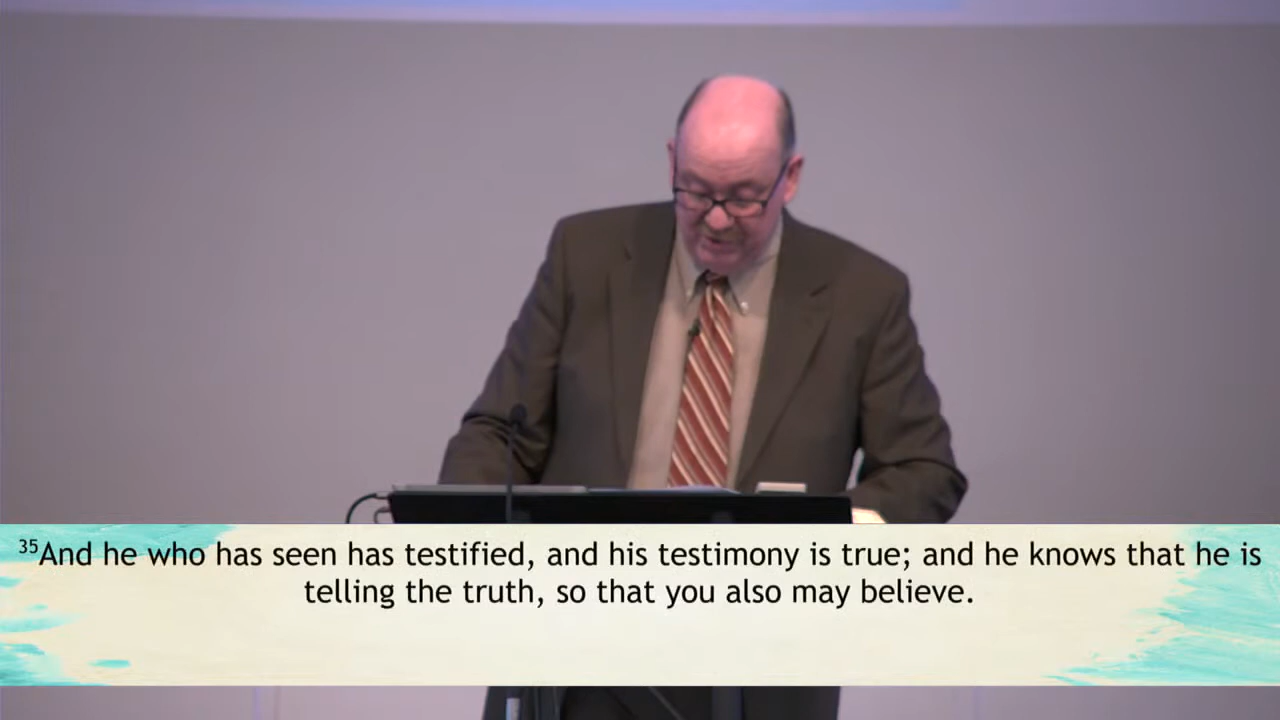 ³⁵And he who has seen has testified, and his testimony is true; and he knows that he is
telling the truth, so that you also may believe.